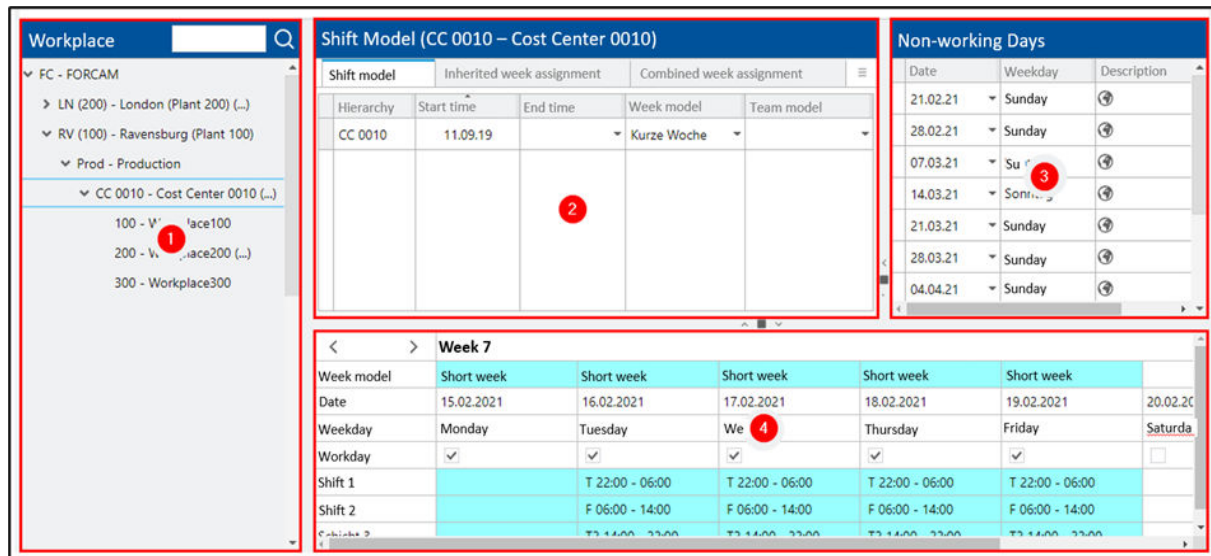 Workplace
FC - FORCAM
LN (200) - London (Plant 200) (...)
RV (100) - Ravensburg (Plant 100)
Prod - Production
CC 0010 - Cost Center 0010 (...)
100 - W lace100
1
200 - ace200 (...)
300 - Workplace300
Shift Model (CC 0010 – Cost Center 0010)
Shift model Inherited week assignment Combined week assignment
Hierarchy Start time End time Week model Team model
CC 0010 11.09.19 Kurze Woche
2
Non-working Days
Date Weekday Description
21.02.21 Sunday
28.02.21 Sunday
07.03.21 Su
3
14.03.21
21.03.21 Sunday
28.03.21 Sunday
04.04.21 Sunday
< > Week 7
Week model Short week Short week Short week Short week Short week
Date 15.02.2021 16.02.2021 17.02.2021 18.02.2021 19.02.2021 20.02.20
Weekday Monday Tuesday We 4 Thursday Friday Saturda
Workday
Shift 1 T 22:00 - 06:00 T 22:00 - 06:00 T 22:00 - 06:00 T 22:00 - 06:00
Shift 2 F 06:00 - 14:00 F 06:00 - 14:00 F 06:00 - 14:00 F 06:00 - 14:00